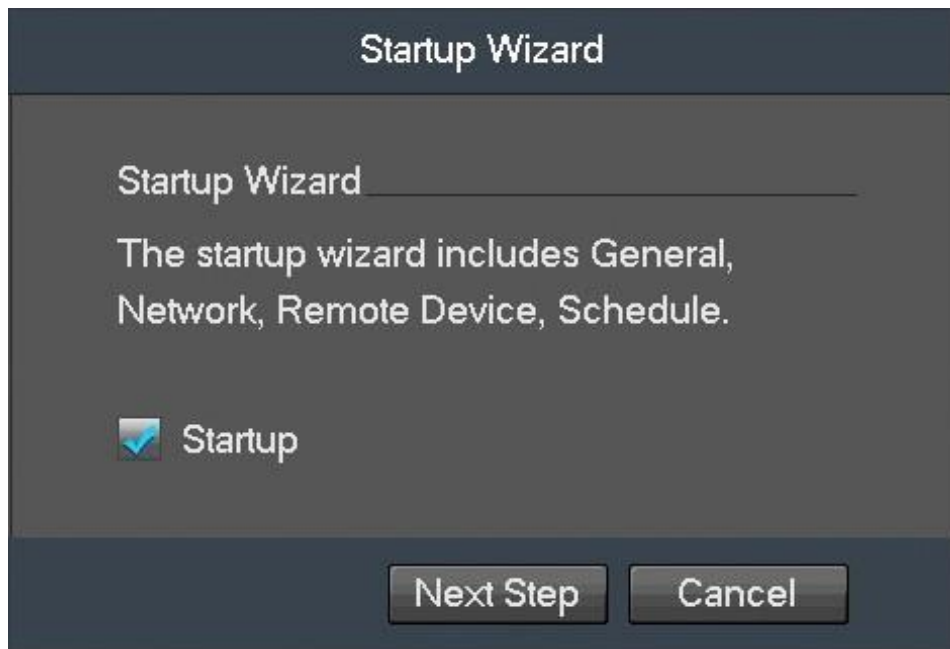 Startup Wizard
Startup Wizard
The startup wizard includes General,
Network, Remote Device, Schedule.
Startup
Next Step Cancel